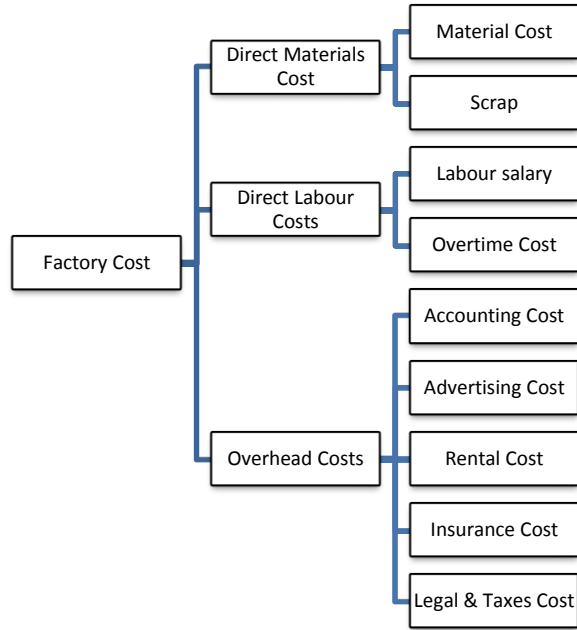 Factory Cost
Direct Materials
Cost
Material Cost
Scrap
Direct Labour
Costs
Labour salary
Overtime Cost
Overhead Costs
Accounting Cost
Advertising Cost
Rental Cost
Insurance Cost
Legal & Taxes Cost